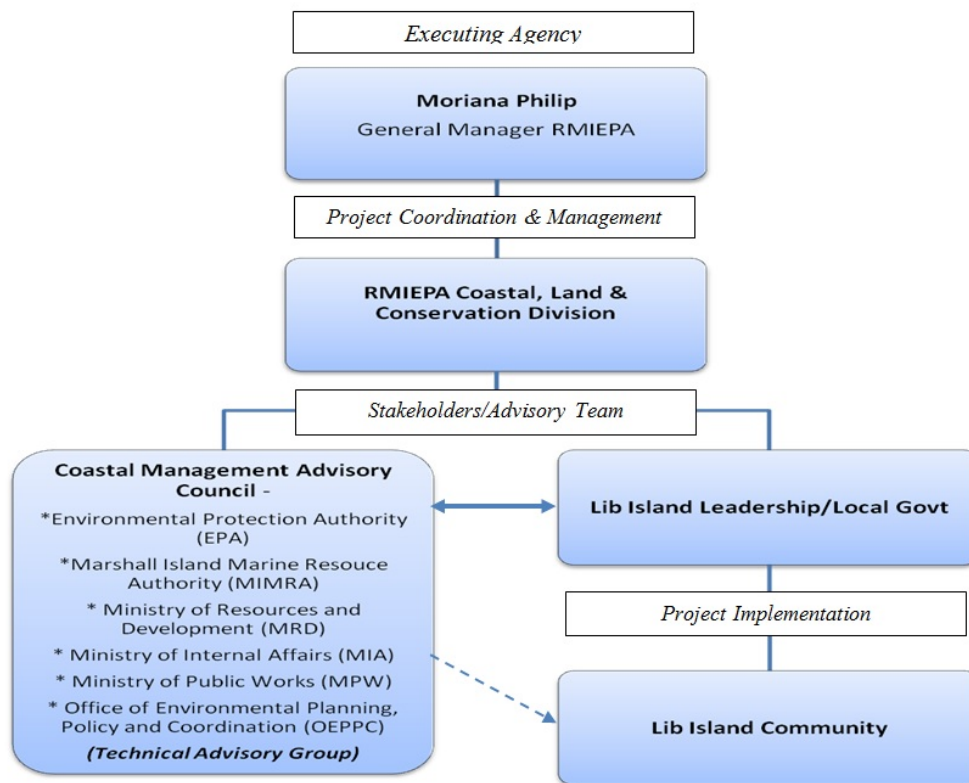 Executing Agency
Moriana Philip
General Manager RMIEPA
Project Coordination & Management
RMIEPA Coastal, Land &
Conservation Division
Stakeholders/Advisory Team
Coastal Management Advisory
Council -
*Environmental Protection Authority
(EPA)
*Marshall Island Marine Resouce
Authority (MIMRA)
* Ministry of Resources and
Development (MRD)
* Ministry of Internal Affairs (MIA)
* Ministry of Public Works (MPW)
* Office of Environmental Planning,
Policy and Coordination (OEPPC)
(Technical Advisory Group)
Lib Island Leadership/Local Govt
Project Implementation
Lib Island Community